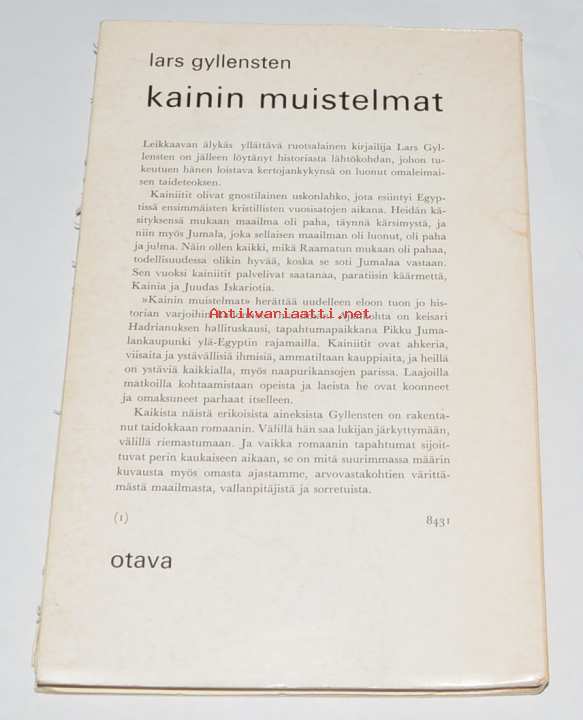 lars gyllensten
kainin muistelmat
Leikkaavan älykäs yllättävä ruotsalainen kirjailija Lars Gyl-
lensten on jälleen löytänyt historiasta lähtökohdan, johon tu-
keutuen hänen loistava kertojankykynsä on luonut omaleimai-
sen taideteoksen.
Kainiitit olivat gnostilainen uskonlahko, jota esiintyi Egyp-
tissä ensimmäisten kristillisten vuosisatojen aikana. Heidän kä-
sityksensä mukaan maailma oli paha, täynnä kärsimystä, ja
niin myös Jumala, joka sellaisen maailman oli luonut, oli paha
ja julma. Näin ollen kaikki, mikä Raamatun mukaan oli pahaa,
todellisuudessa olikin hyvää, koska se soti Jumalaa vastaan.
Sen vuoksi kainiitit palvelivat saatanaa, paratiisin käärmettä,
Kainia ja Juudas Iskariotia.
»Kainin muistelmat» herättää uudelleen eloon tuon jo his-
torian varjoihin
Antikvariaatti.net
kohta on keisari
Hadrianuksen hallituskausi, tapahtumapaikkana Pikku Juma-
lankaupunki ylä-Egyptin rajamailla. Kainiitit ovat ahkeria,
viisaita ja ystävällisiä ihmisiä, ammatiltaan kauppiaita, ja heillä
on ystäviä kaikkialla, myös naapurikansojen parissa. Laajoilla
matkoilla kohtaamistaan opeista ja laeista he ovat koonneet
ja omaksuneet parhaat itselleen.
Kaikista näistä erikoisista aineksista Gyllensten on rakenta-
nut taidokkaan romaanin. Välillä hän saa lukijan järkyttymään,
välillä riemastumaan. Ja vaikka romaanin tapahtumat sijoit-
tuvat perin kaukaiseen aikaan, se on mitä suurimmassa määrin
kuvausta myös omasta ajastamme, arvovastakohtien värittä-
mästä maailmasta, vallanpitäjistä ja sorretuista.
(1) 8431
otava